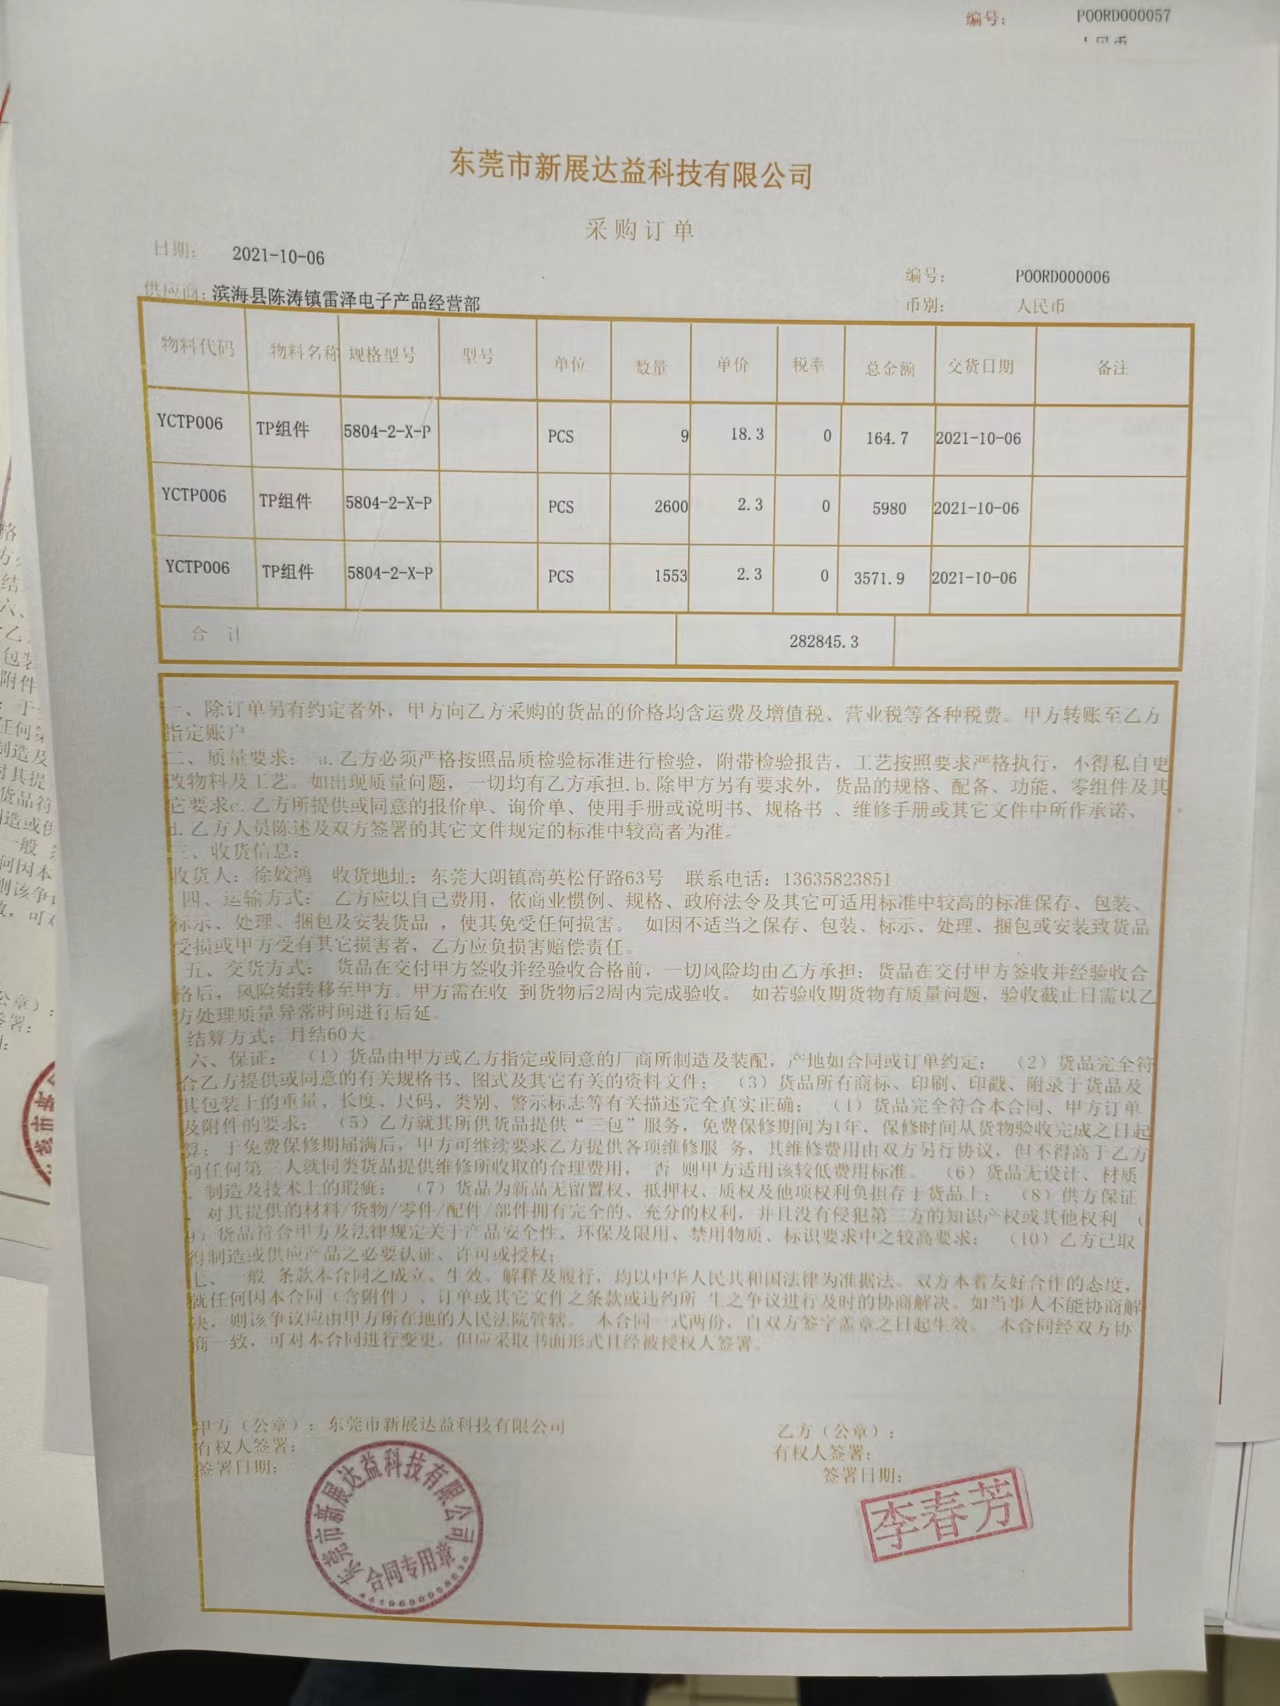 编号： POORD000057
东莞市新展达益科技有限公司
采购订单
日期： 2021-10-06
编号： POORD000006
供应商：滨海县陈涛镇雷泽电子产品经营部
币别： 人民币
物料代码 物料名称 规格型号 型号 单位 数量 单价 税率 总金额 交货日期 备注
YCTP006 TP组件 5804-2-X-P PCS 9 18.3 0 164.7 2021-10-06
YCTP006 TP组件 5804-2-X-P PCS 2600 2.3 0 5980 2021-10-06
YCTP006 TP组件 5804-2-X-P PCS 1553 2.3 0 3571.9 2021-10-06
合 计 282845.3
一、除订单另有约定者外，甲方向乙方采购的货品的价格均含运费及增值税、营业税等各种税费。甲方转账至乙方
指定账户
二、质量要求： a.乙方必须严格按照品质检验标准进行检验，附带检验报告，工艺按照要求严格执行，不得私自更
改物料及工艺。如出现质量问题，一切均有乙方承担.b.除甲方另有要求外，货品的规格、配备、功能、零组件及其
它要求c.乙方所提供或同意的报价单、询价单、使用手册或说明书、规格书 、维修手册或其它文件中所作承诺、
d.乙方人员陈述及双方签署的其它文件规定的标准中较高者为准。
三、收货信息：
收货人：徐姣鸿 收货地址：东莞大朗镇高英松仔路63号 联系电话：13635823851
四、运输方式： 乙方应以自己费用，依商业惯例、规格、政府法令及其它可适用标准中较高的标准保存、包装、
标示、处理、捆包及安装货品 ，使其免受任何损害。 如因不适当之保存、包装、标示、处理、捆包或安装致货品
受损或甲方受有其它损害者，乙方应负损害赔偿责任。
五、交货方式： 货品在交付甲方签收并经验收合格前，一切风险均由乙方承担；货品在交付甲方签收并经验收合
格后，风险始转移至甲方。甲方需在收 到货物后2周内完成验收。 如若验收期货物有质量问题，验收截止日需以乙
方处理质量异常时间进行后延。
结算方式：月结60天。
六、保证： （1）货品由甲方或乙方指定或同意的厂商所制造及装配，产地如合同或订单约定； （2）货品完全符
合乙方提供或同意的有关规格书、图式及其它有关的资料文件； （3）货品所有商标、印刷、印戳、附录于货品及
其包装上的重量、长度、尺码、类别、警示标志等有关描述完全真实正确； （4）货品完全符合本合同、甲方订单
及附件的要求； （5）乙方就其所供货品提供“三包”服务，免费保修期间为1年、保修时间从货物验收完成之日起
算；于免费保修期届满后，甲方可继续要求乙方提供各项维修服 务，其维修费用由双方另行协议，但不得高于乙方
向任何第三人就同类货品提供维修所收取的合理费用， 否 则甲方适用该较低费用标准。 （6）货品无设计、材质
、制造及技术上的瑕疵； （7）货品为新品无留置权、抵押权、质权及他项权利负担存于货品上； （8）供方保证
，对其提供的材料/货物/零件/配件/部件拥有完全的、充分的权利，并且没有侵犯第三方的知识产权或其他权利 （
9）货品符合甲方及法律规定关于产品安全性、环保及限用、禁用物质、标识要求中之较高要求； （10）乙方已取
得制造或供应产品之必要认证、许可或授权；
七、一般 条款本合同之成立、生效、解释及履行，均以中华人民共和国法律为准据法。双方本着友好合作的态度，
就任何因本合同（含附件）、订单或其它文件之条款或违约所 生之争议进行及时的协商解决。如当事人不能协商解
决，则该争议应由甲方所在地的人民法院管辖。 本合同一式两份，自双方签字盖章之日起生效。 本合同经双方协
商一致，可对本合同进行变更，但应采取书面形式且经被授权人签署。
甲方（公章）：东莞市新展达益科技有限公司
乙方（公章）：
有权人签署：
有权人签署：
签署日期：
签署日期：
东莞市新展达益科技有限公司
合同专用章
李春芳